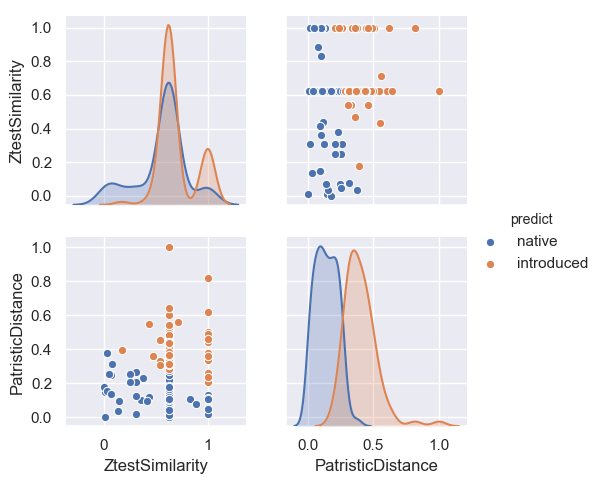 ZtestSimilarity
1.0
0.8
0.6
0.4
0.2
0.0
predict
native
introduced
PatristicDistance
1.0
0.8
0.6
0.4
0.2
0.0
0 1
ZtestSimilarity
0.0 0.5 1.0
PatristicDistance